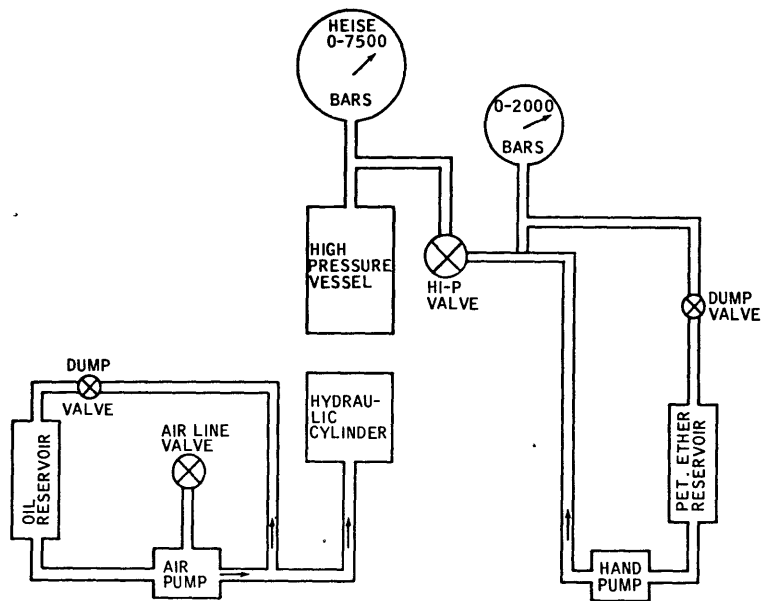 HEISE
0-7500
BARS
0-2000
BARS
HIGH
PRESSURE
VESSEL
HI-P
VALVE
DUMP
VALVE
DUMP
VALVE
HYDRAU-
LIC
CYLINDER
AIR LINE
VALVE
OIL
RESERVOIR
PET. ETHER
RESERVOIR
AIR
PUMP
HAND
PUMP